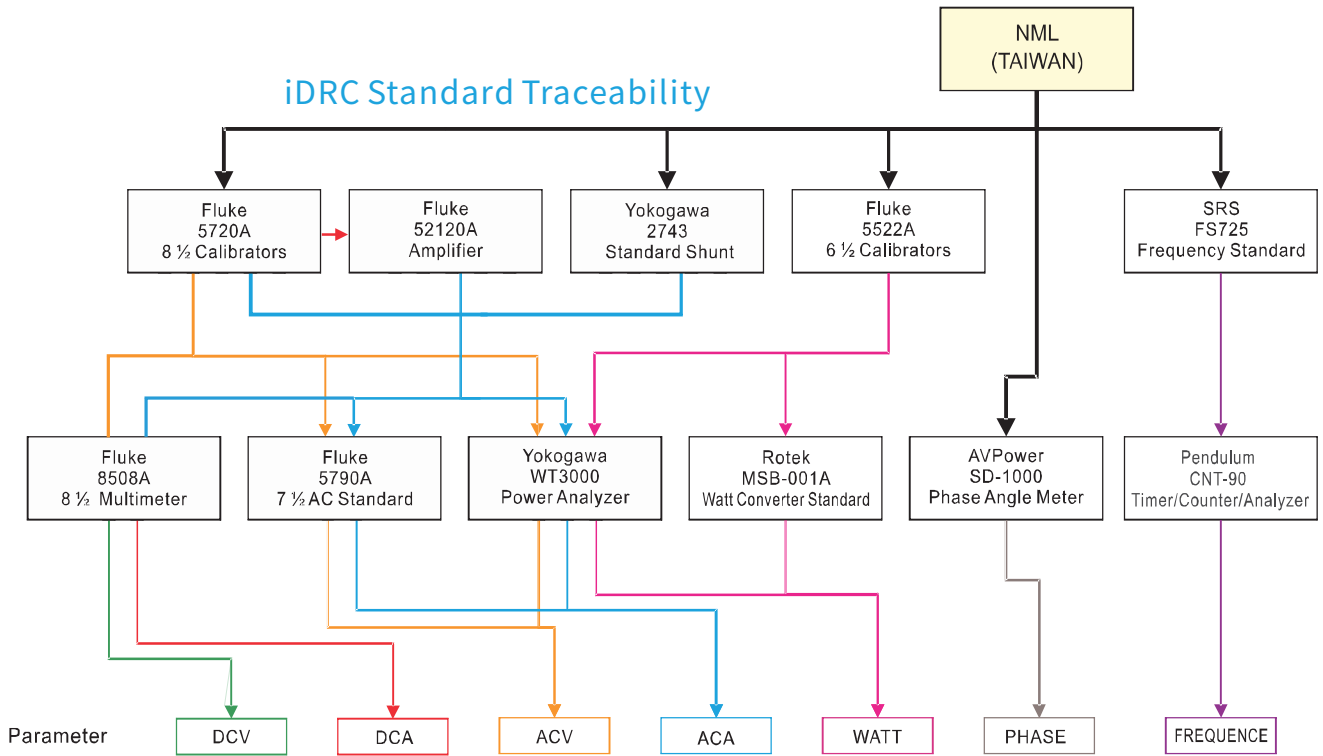 NML
(TAIWAN)
iDRC Standard Traceability
Fluke
5720A
8 ½ Calibrators
Fluke
52120A
Amplifier
Yokogawa
2743
Standard Shunt
Fluke
5522A
6 ½ Calibrators
SRS
FS725
Frequency Standard
Fluke
8508A
8 ½ Multimeter
Fluke
5790A
7 ½ AC Standard
Yokogawa
WT3000
Power Analyzer
Rotek
MSB-001A
Watt Converter Standard
AVPower
SD-1000
Phase Angle Meter
Pendulum
CNT-90
Timer/Counter/Analyzer
Parameter
DCV
DCA
ACV
ACA
WATT
PHASE
FREQUENCE